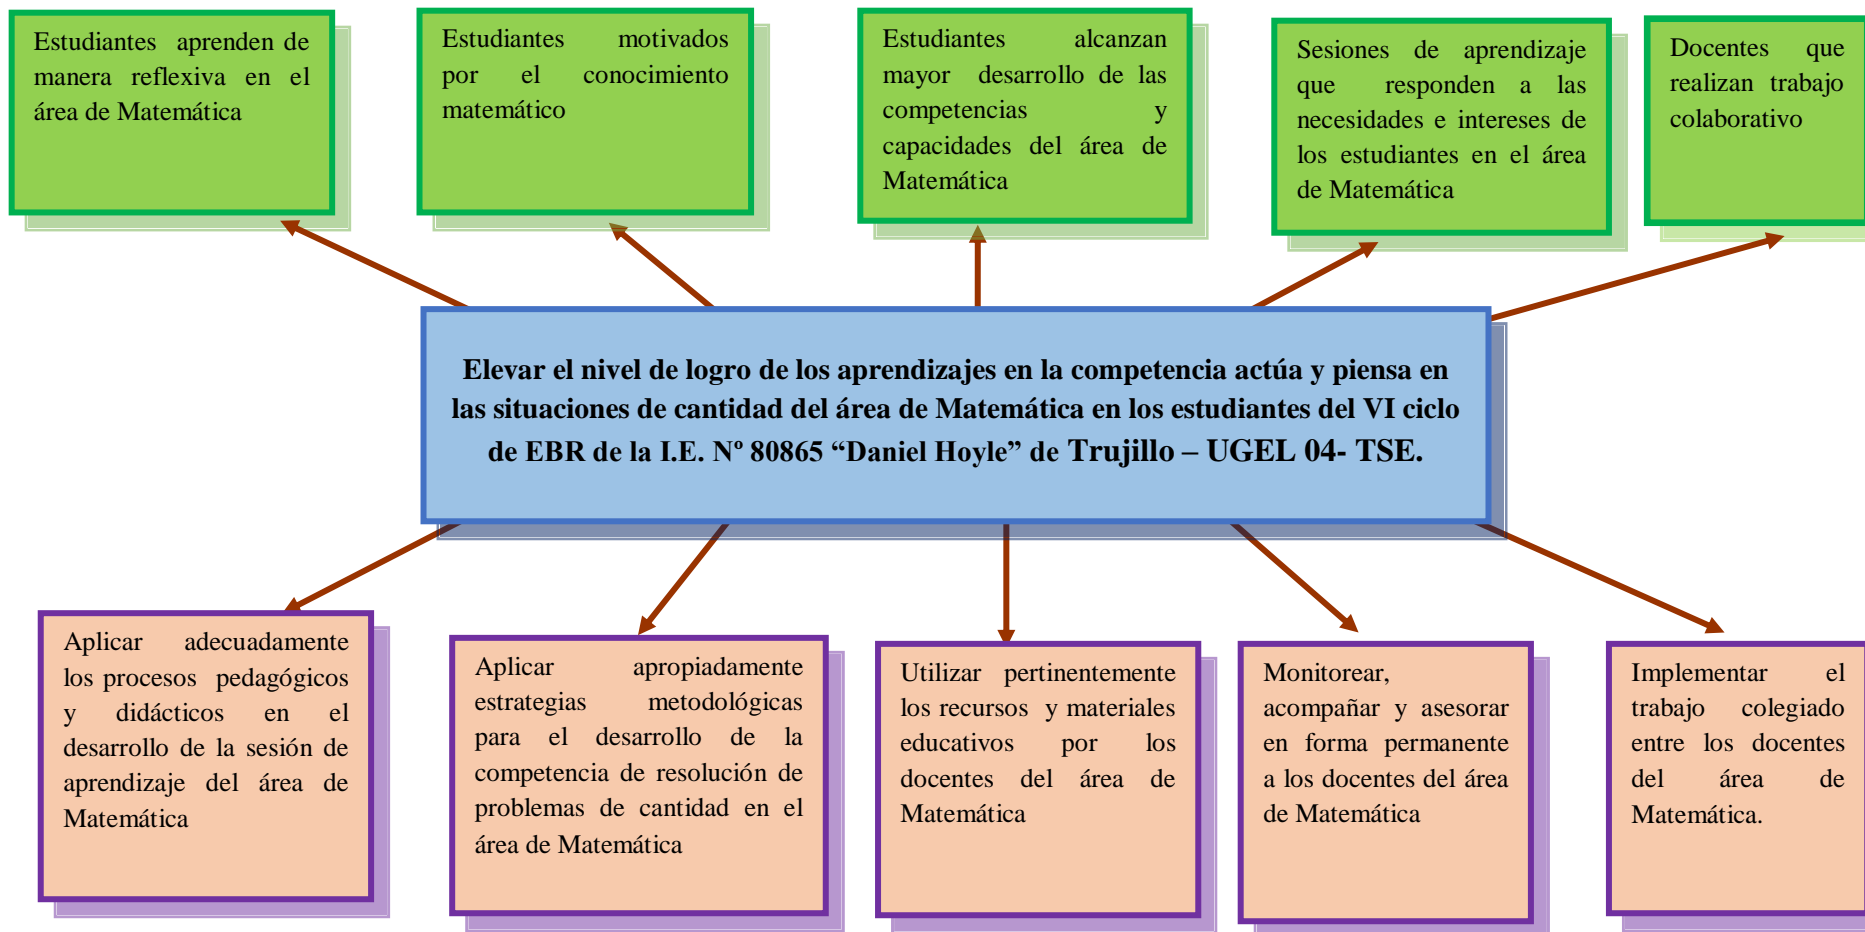 Estudiantes aprenden de
manera reflexiva en el
área de Matemática
Estudiantes motivados
por el conocimiento
matemático
Estudiantes alcanzan
mayor desarrollo de las
competencias y
capacidades del área de
Matemática
Sesiones de aprendizaje
que responden a las
necesidades e intereses de
los estudiantes en el área
de Matemática
Docentes que
realizan trabajo
colaborativo
Elevar el nivel de logro de los aprendizajes en la competencia actúa y piensa en
las situaciones de cantidad del área de Matemática en los estudiantes del VI ciclo
de EBR de la I.E. Nº 80865 “Daniel Hoyle” de Trujillo – UGEL 04- TSE.
Aplicar adecuadamente
los procesos pedagógicos
y didácticos en el
desarrollo de la sesión de
aprendizaje del área de
Matemática
Aplicar apropiadamente
estrategias metodológicas
para el desarrollo de la
competencia de resolución de
problemas de cantidad en el
área de Matemática
Utilizar pertinentemente
los recursos y materiales
educativos por los
docentes del área de
Matemática
Monitorear,
acompañar y asesorar
en forma permanente
a los docentes del área
de Matemática
Implementar el
trabajo colegiado
entre los docentes
del área de
Matemática.